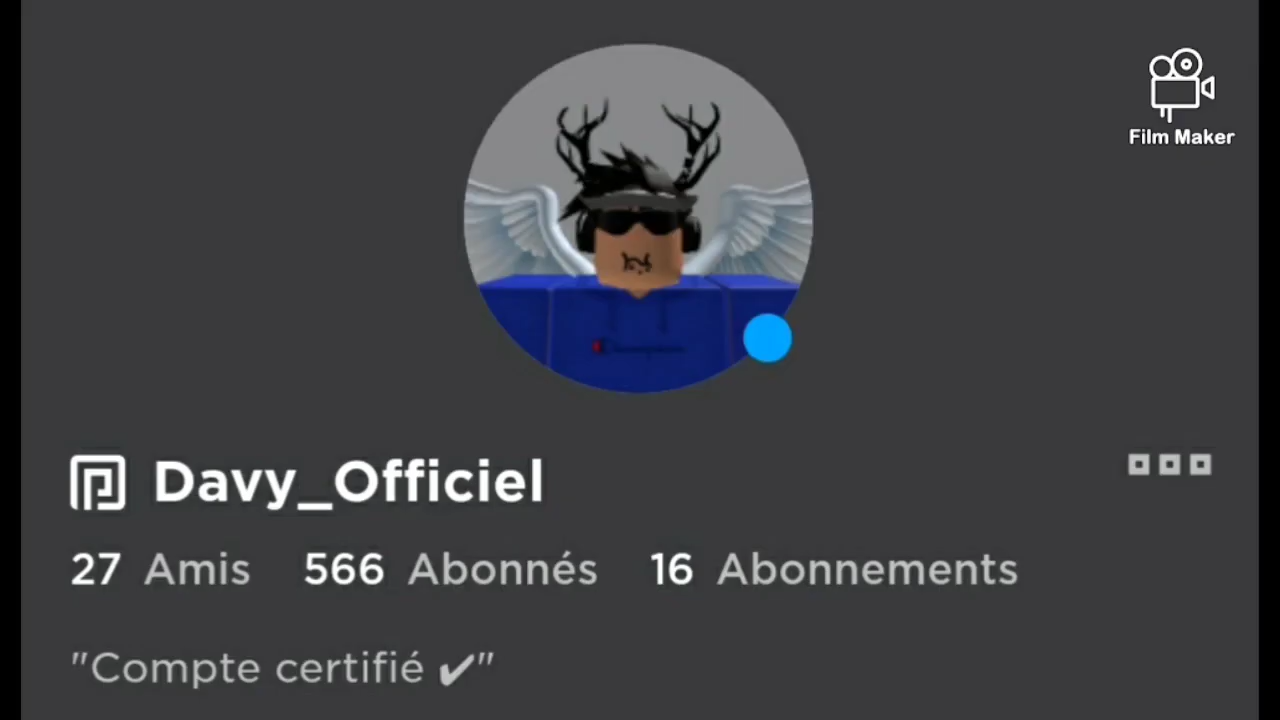 Film Maker
Davy_Officiel
27 Amis 566 Abonnés 16 Abonnements
"Compte certifié ✔"